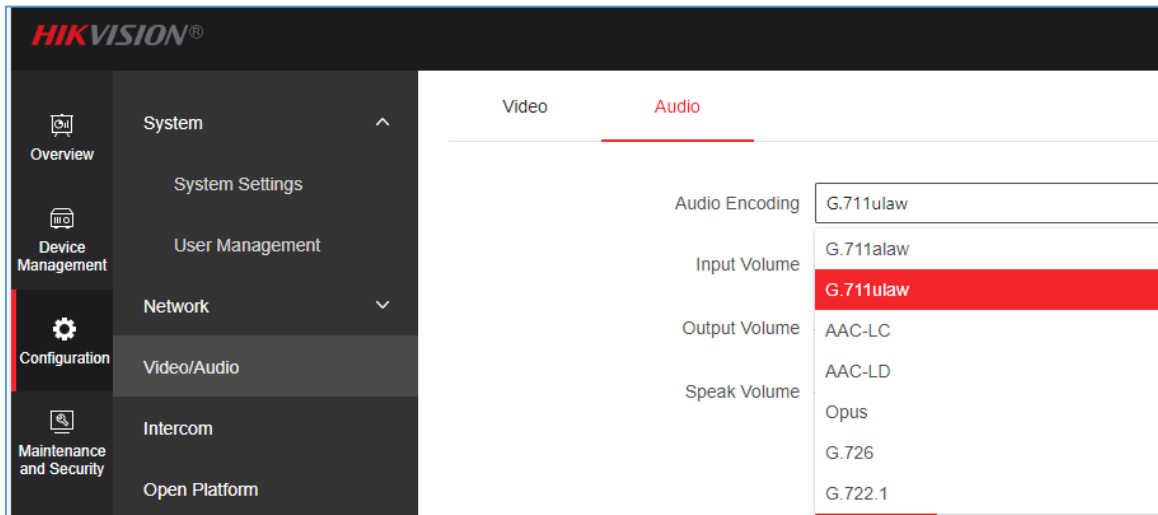 HIKVISION®
Overview
Device
Management
Configuration
Maintenance
and Security
System
System Settings
User Management
Network
Video/Audio
Intercom
Open Platform
Video
Audio
Audio Encoding
G.711ulaw
Input Volume
Output Volume
Speak Volume
G.711alaw
G.711ulaw
AAC-LC
AAC-LD
Opus
G.726
G.722.1